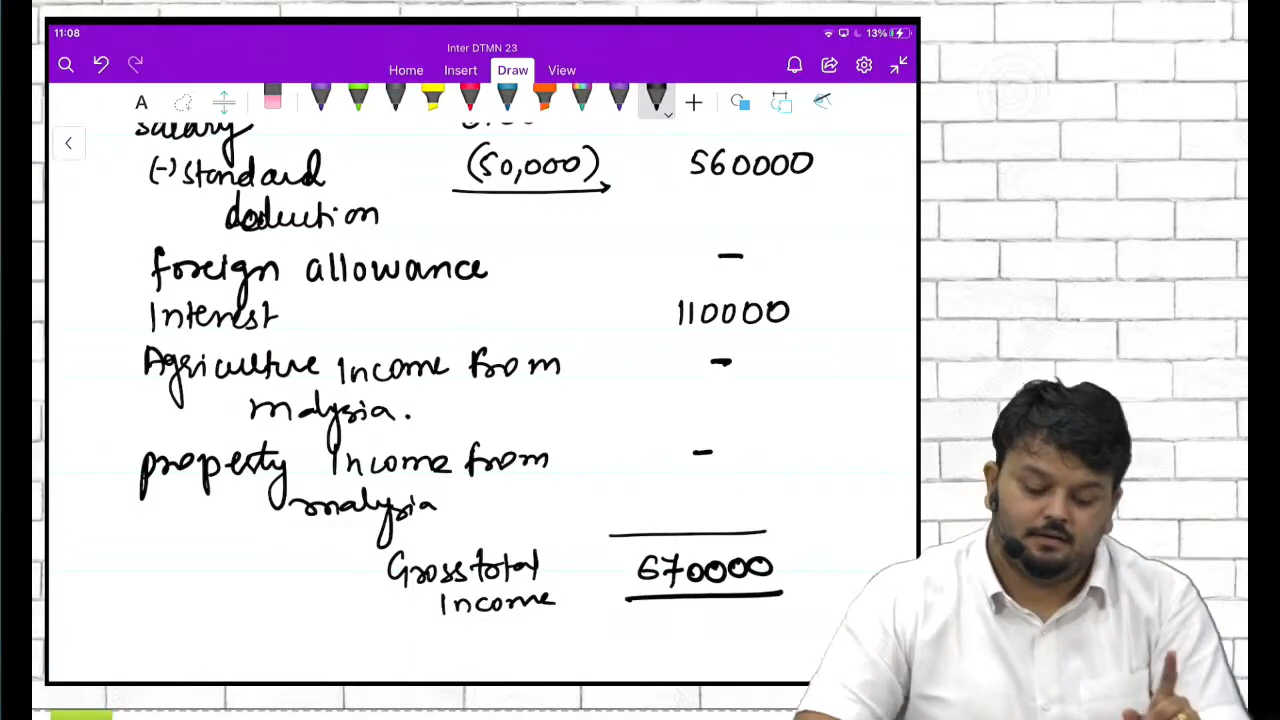 11:08
13%
Inter DTMN 23
Home Insert Draw View
A
Salary
(-) Standard (50,000) 560000
deduction
foreign allowance -
Interest 110000
Agriculture Income from -
malysia.
property Income from -
malysia
Gross total 670000
Income